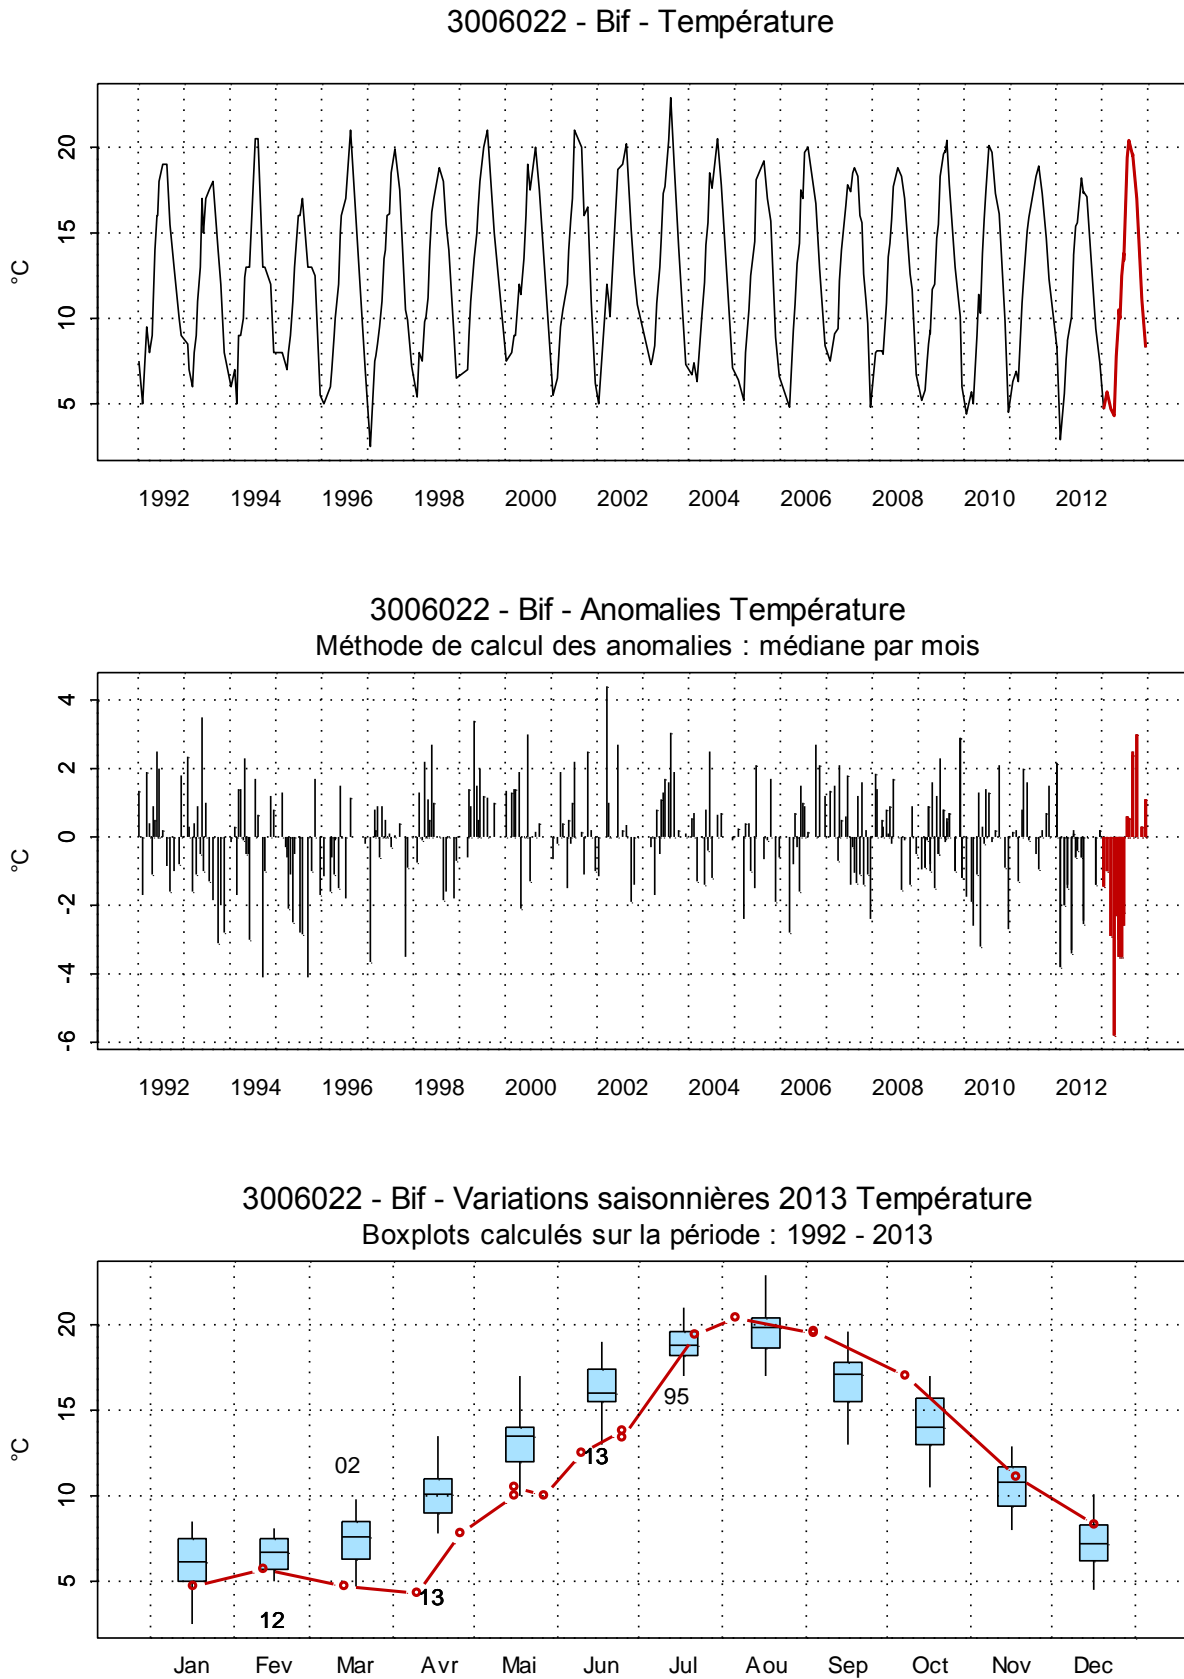 3006022 - Bif - Température
°C
20
15
10
5
1992 1994 1996 1998 2000 2002 2004 2006 2008 2010 2012
3006022 - Bif - Anomalies Température
Méthode de calcul des anomalies : médiane par mois
°C
4
2
0
-2
-4
-6
1992 1994 1996 1998 2000 2002 2004 2006 2008 2010 2012
3006022 - Bif - Variations saisonnières 2013 Température
Boxplots calculés sur la période : 1992 - 2013
°C
20
15
10
5
95
02
13
13
12
Jan Fev Mar Avr Mai Jun Jul Aou Sep Oct Nov Dec